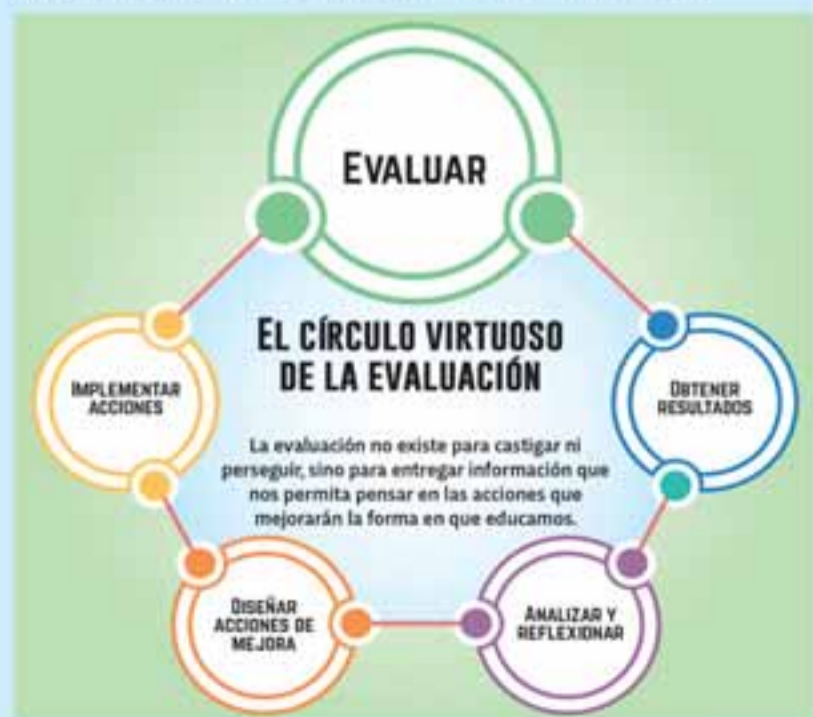 EVALUAR
EL CÍRCULO VIRTUOSO
DE LA EVALUACIÓN
La evaluación no existe para castigar ni
perseguir, sino para entregar información que
nos permita pensar en las acciones que
mejorarán la forma en que educamos.
OBTENER
RESULTADOS
ANALIZAR Y
REFLEXIONAR
DISEÑAR
ACCIONES DE
MEJORA
IMPLEMENTAR
ACCIONES